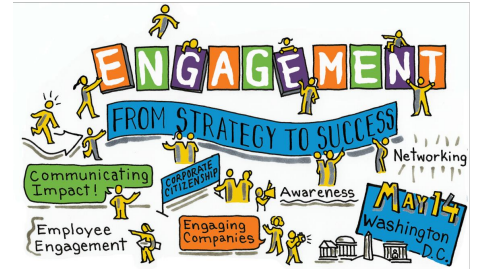 ENGAGEMENT
FROM STRATEGY TO SUCCESS
Networking
Communicating
Impact!
CORPORATE
CITIZENSHIP
Awareness
MAY 14
Washington
D.C.
Employee
Engagement
Engaging
Companies